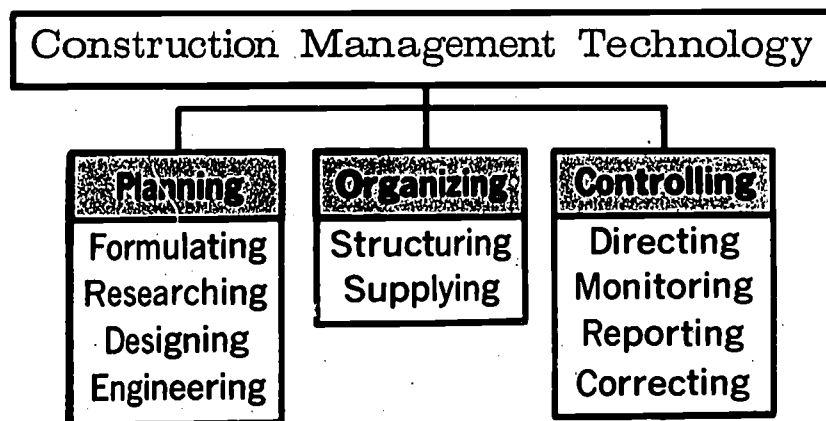 Construction Management Technology
Planning
Formulating
Researching
Designing
Engineering
Organizing
Structuring
Supplying
Controlling
Directing
Monitoring
Reporting
Correcting